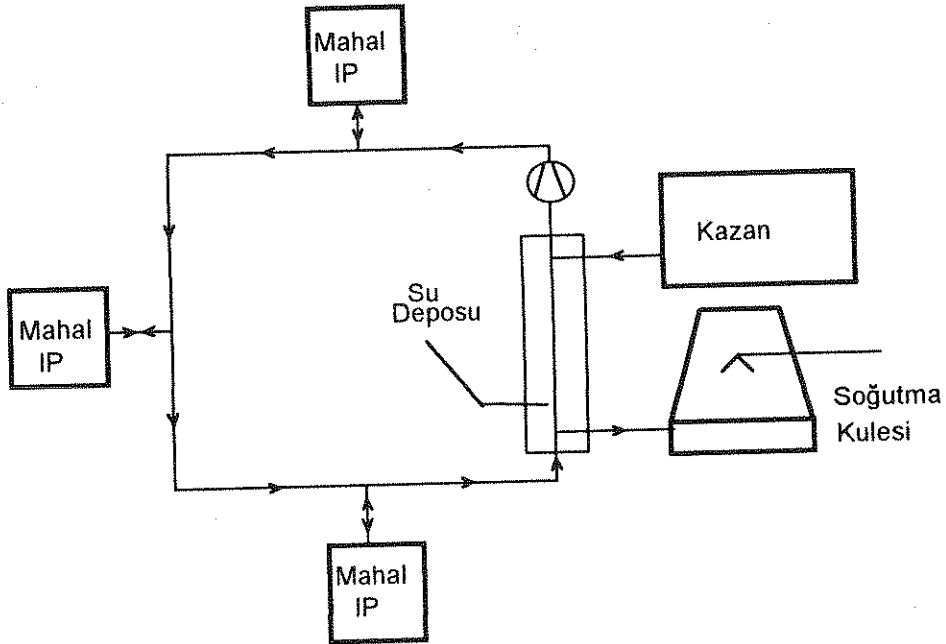 Mahal
IP
Kazan
Su
Deposu
Mahal
IP
Soğutma
Kulesi
Mahal
IP